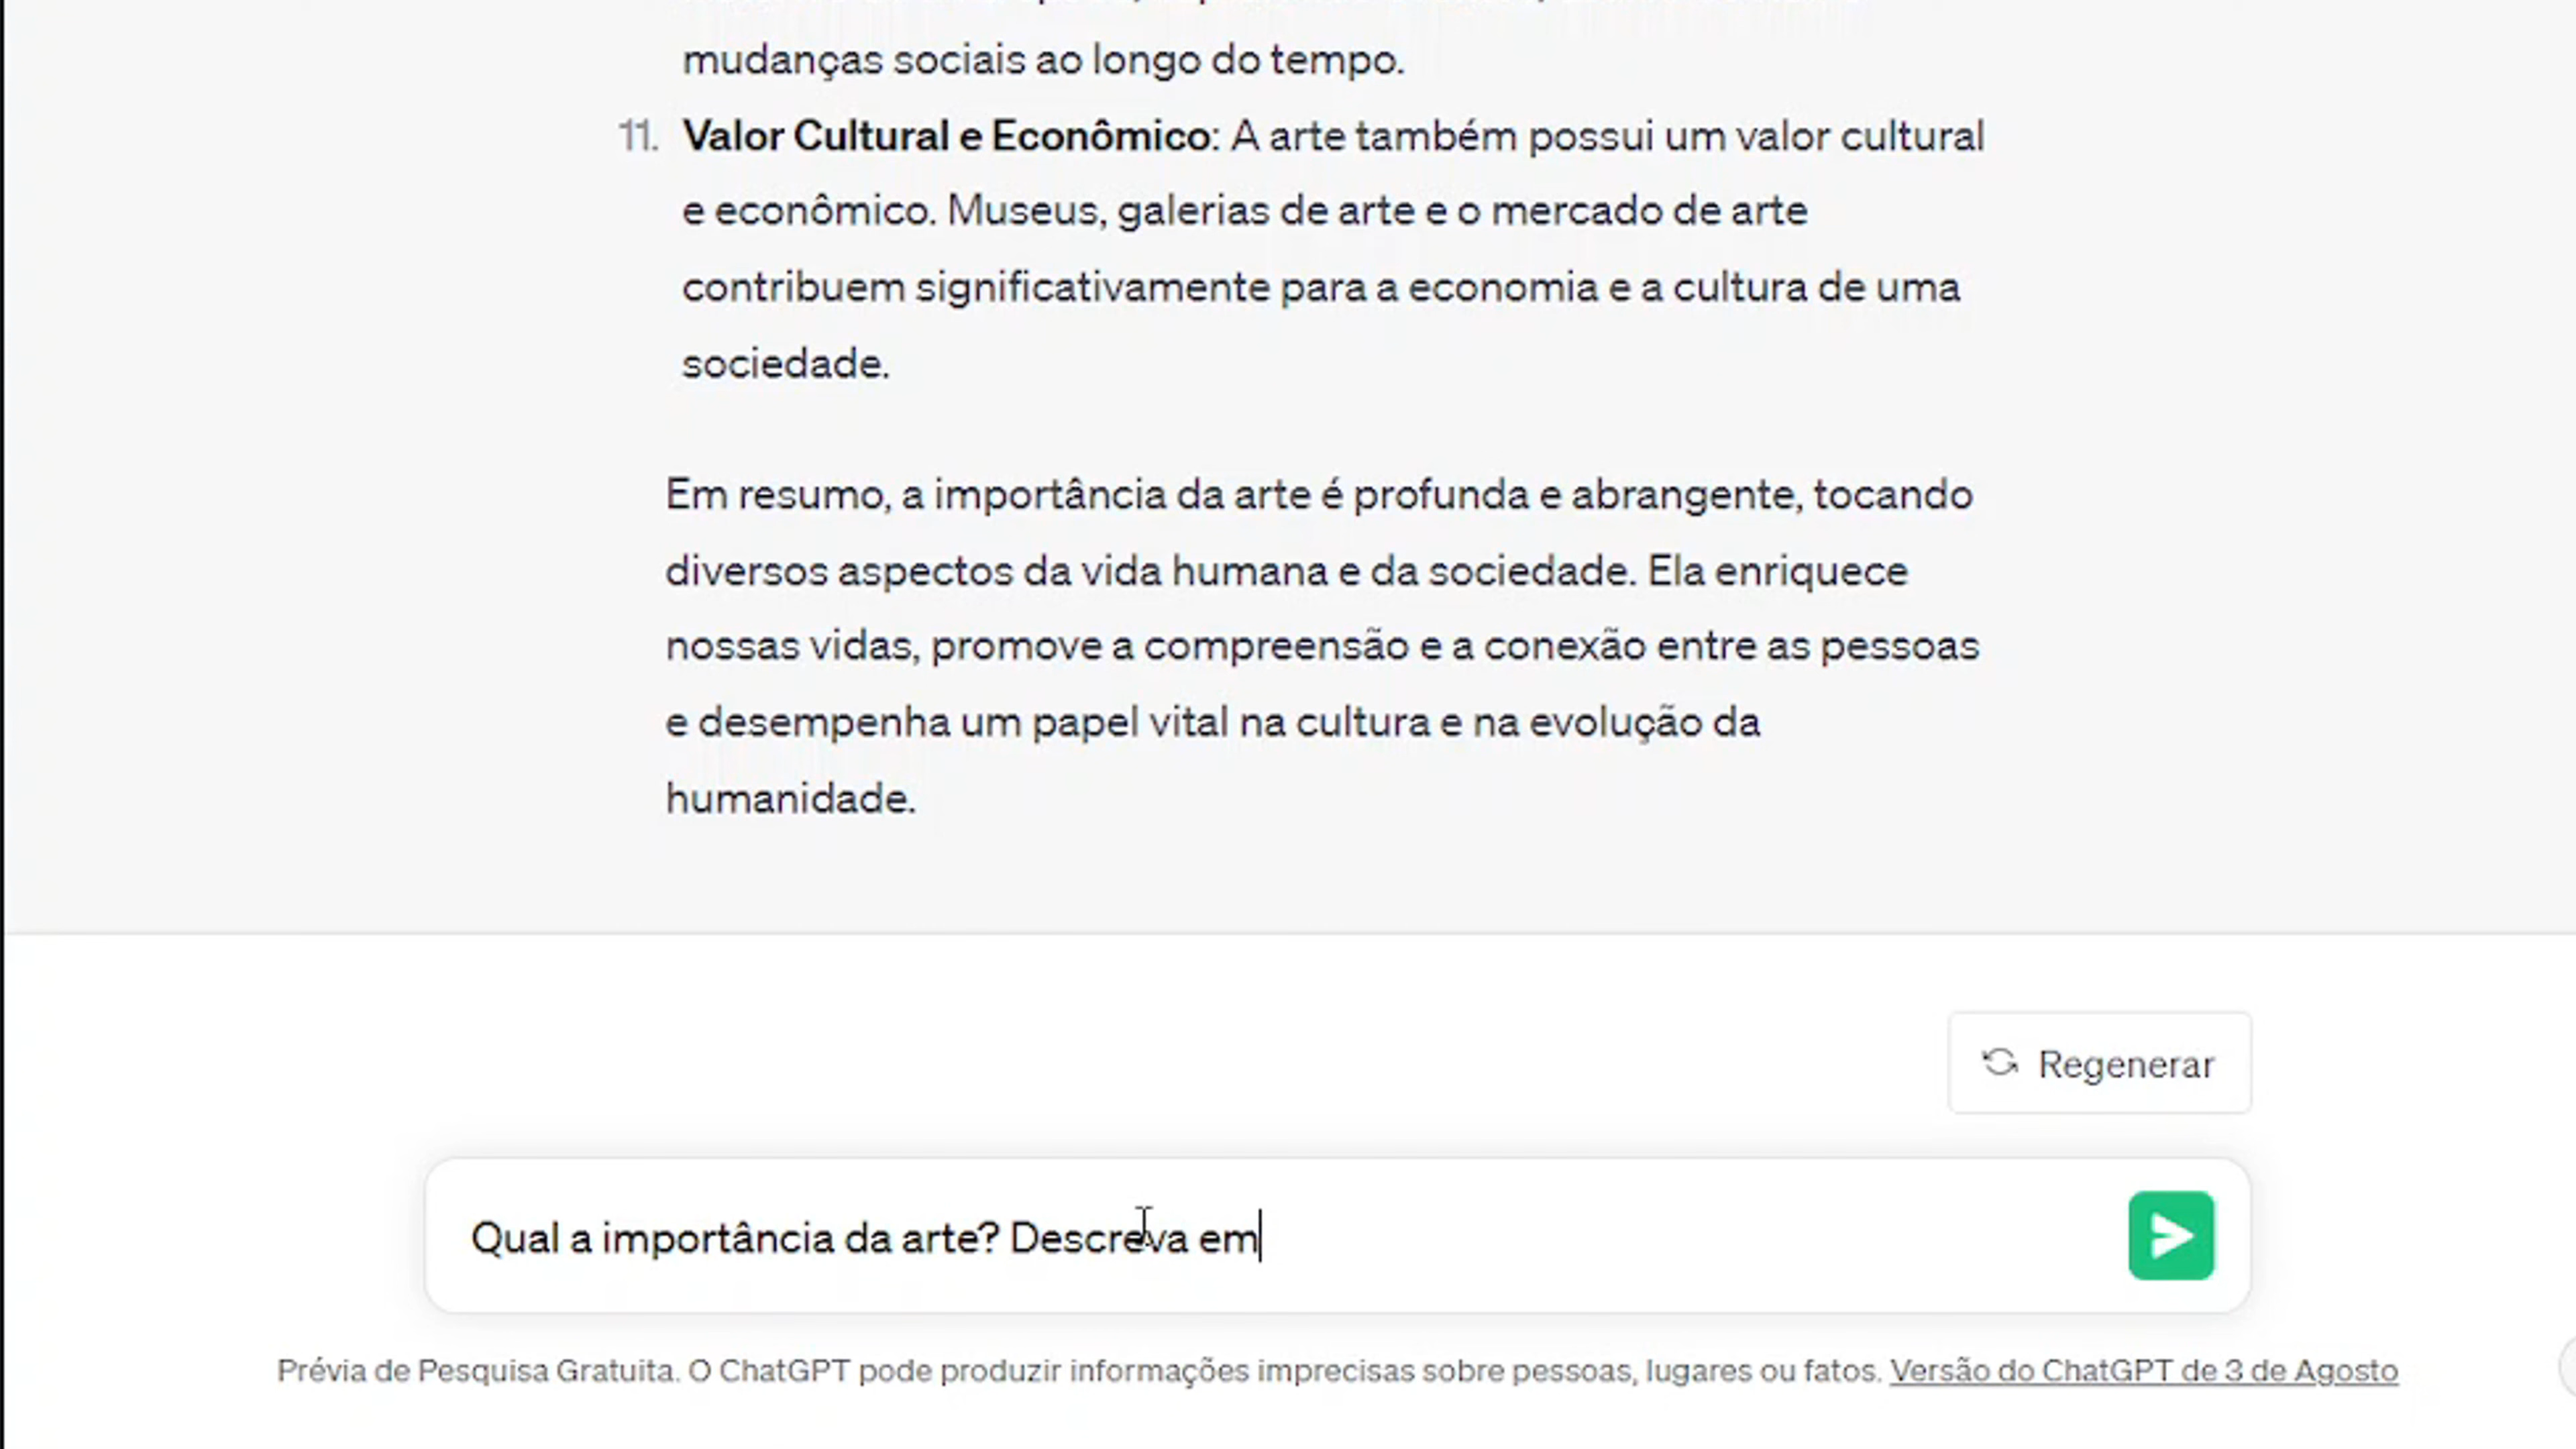 mudanças sociais ao longo do tempo.
11. Valor Cultural e Econômico: A arte também possui um valor cultural
e econômico. Museus, galerias de arte e o mercado de arte
contribuem significativamente para a economia e a cultura de uma
sociedade.
Em resumo, a importância da arte é profunda e abrangente, tocando
diversos aspectos da vida humana e da sociedade. Ela enriquece
nossas vidas, promove a compreensão e a conexão entre as pessoas
e desempenha um papel vital na cultura e na evolução da
humanidade.
Regenerar
Qual a importância da arte? Descreva em
Prévia de Pesquisa Gratuita. O ChatGPT pode produzir informações imprecisas sobre pessoas, lugares ou fatos. Versão do ChatGPT de 3 de Agosto